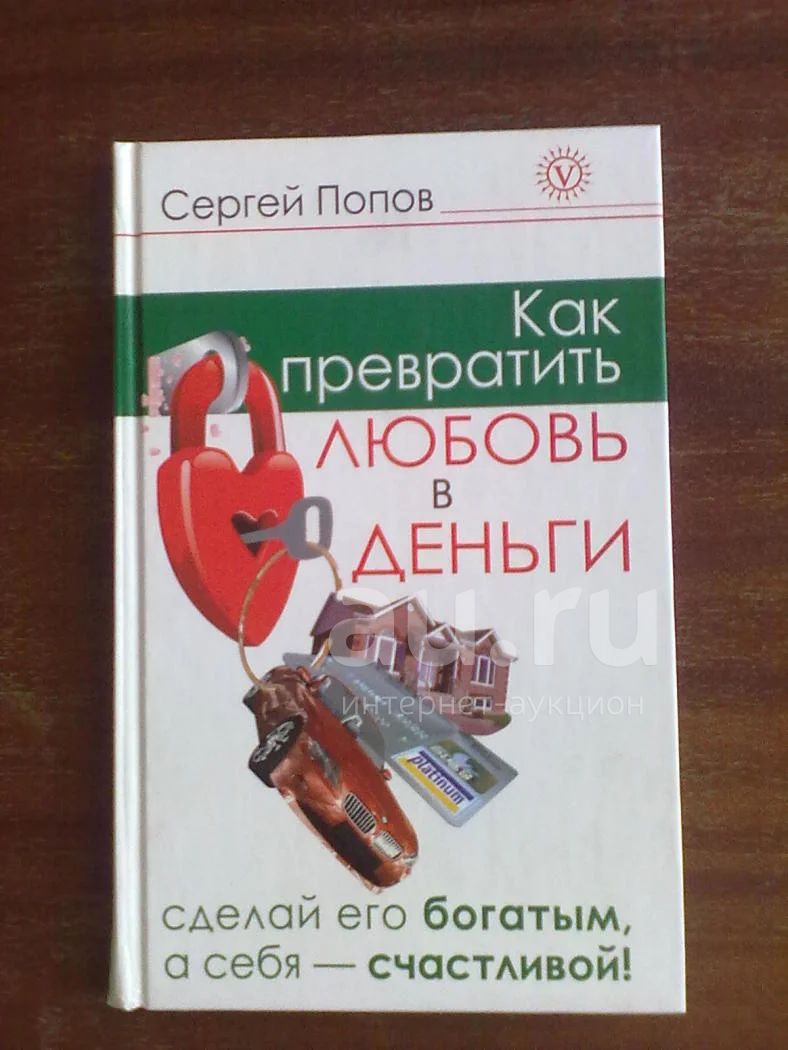 Сергей Попов
V
Как
превратить
ЛЮБОВЬ
в
ДЕНЬГИ
au.ru
интернет-аукцион
platinum
сделай его богатым,
а себя — счастливой!